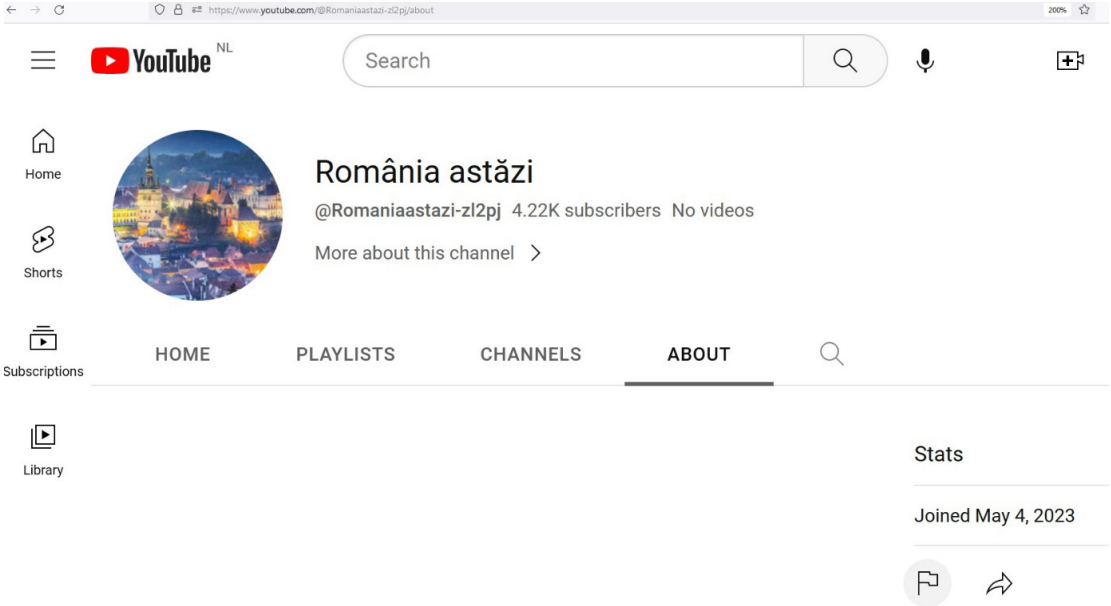 https://www.youtube.com/@Romaniaastazi-zl2pj/about
200%
YouTube NL
Search
Home
România astăzi
@Romaniaastazi-zl2pj 4.22K subscribers No videos
More about this channel
Shorts
HOME PLAYLISTS CHANNELS ABOUT
Subscriptions
Library
Stats
Joined May 4, 2023